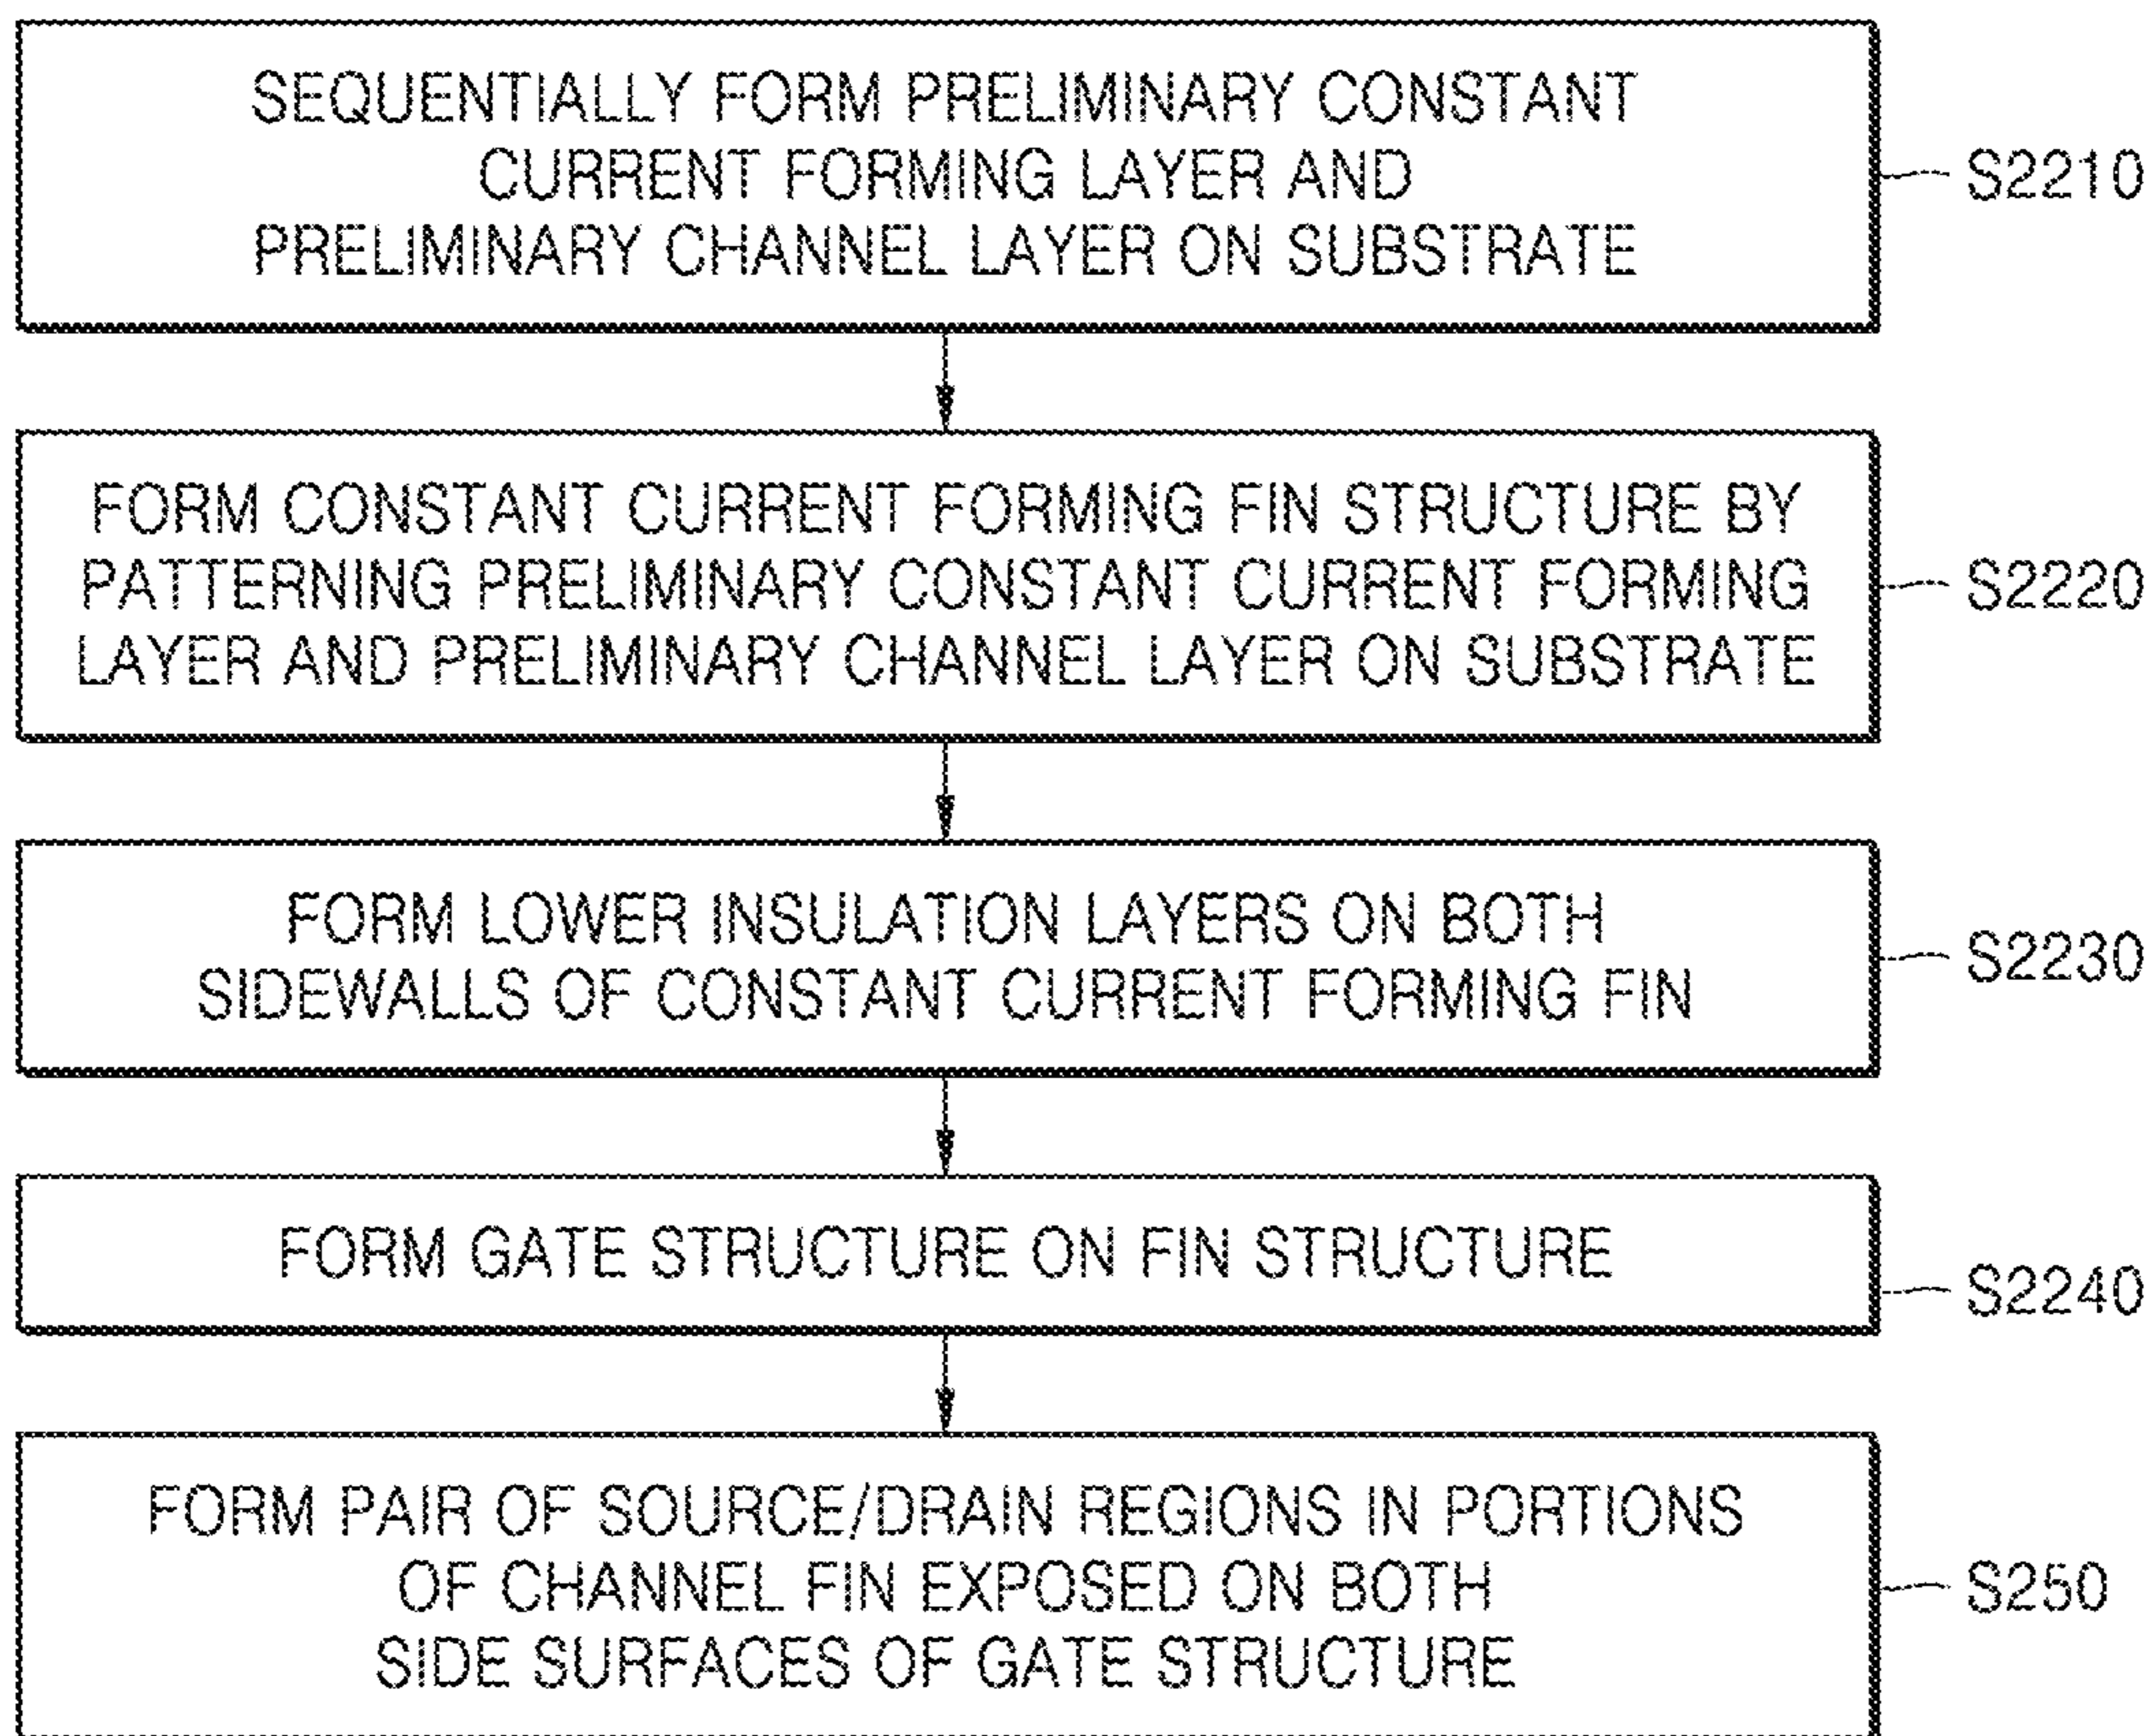 SEQUENTIALLY FORM PRELIMINARY CONSTANT
CURRENT FORMING LAYER AND
PRELIMINARY CHANNEL LAYER ON SUBSTRATE
S2210
FORM CONSTANT CURRENT FORMING FIN STRUCTURE BY
PATTERNING PRELIMINARY CONSTANT CURRENT FORMING
LAYER AND PRELIMINARY CHANNEL LAYER ON SUBSTRATE
S2220
FORM LOWER INSULATION LAYERS ON BOTH
SIDEWALLS OF CONSTANT CURRENT FORMING FIN
S2230
FORM GATE STRUCTURE ON FIN STRUCTURE
S2240
FORM PAIR OF SOURCE/DRAIN REGIONS IN PORTIONS
OF CHANNEL FIN EXPOSED ON BOTH
SIDE SURFACES OF GATE STRUCTURE
S250